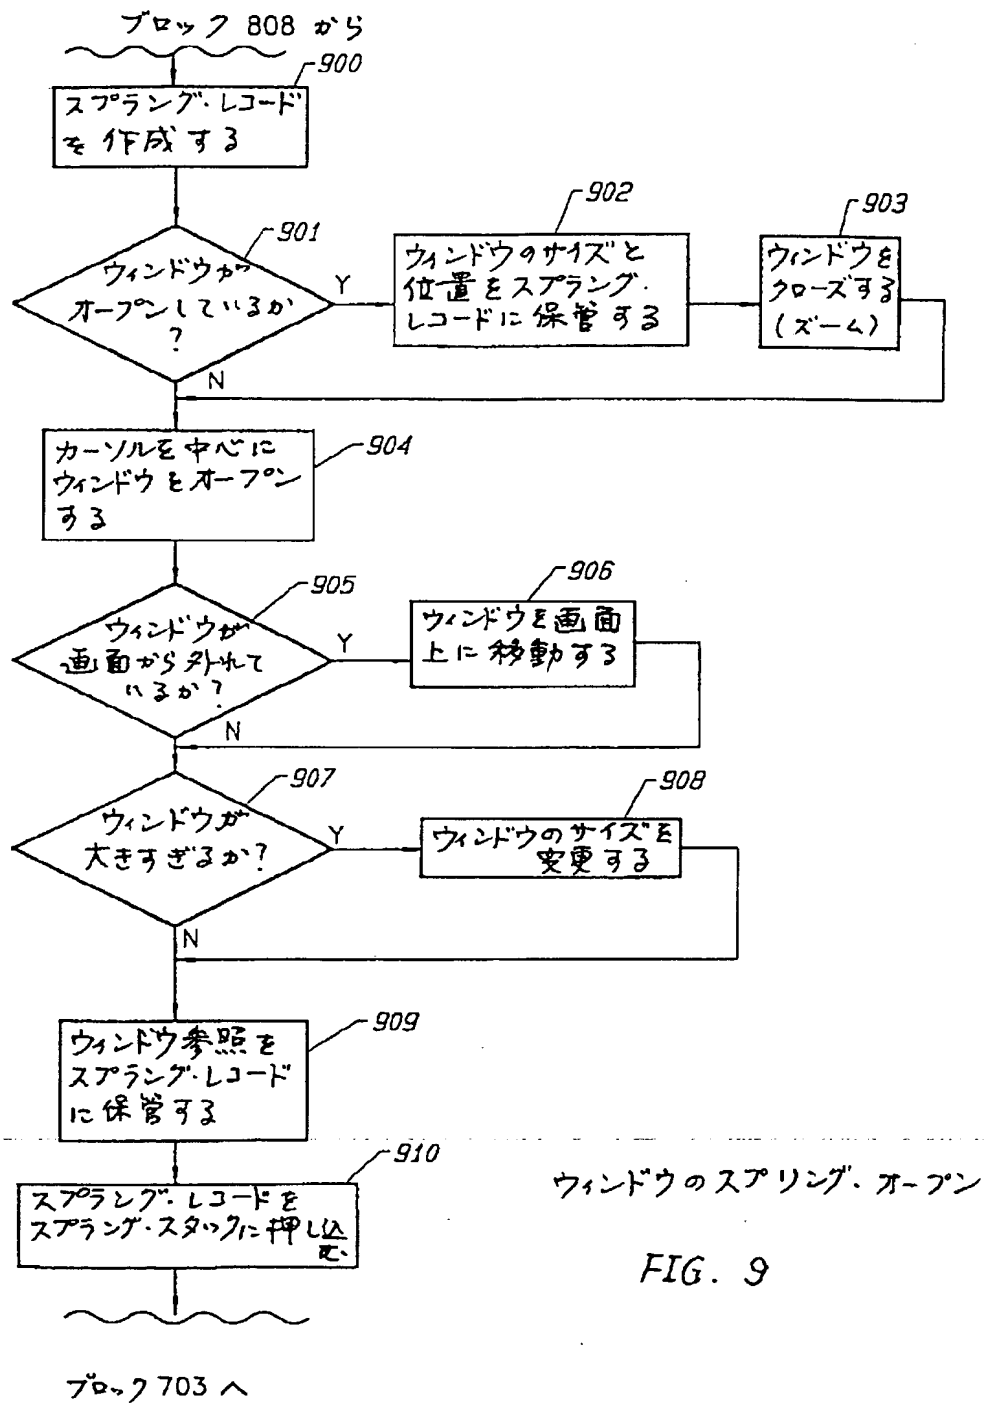 ブロック 808 から
900
スプラング・レコード
を作成する
901
ウィンドウが
オープンしているか
?
Y
N
902
ウィンドウのサイズと
位置をスプラング・
レコードに保管する
903
ウィンドウを
クローズする
(ズーム)
904
カーソルを中心に
ウィンドウをオープン
する
905
ウィンドウが
画面から外れて
いるか?
Y
N
906
ウィンドウを画面
上に移動する
907
ウィンドウが
大きすぎるか?
Y
N
908
ウィンドウのサイズを
変更する
909
ウィンドウ参照を
スプラング・レコード
に保管する
910
スプラング・レコードを
スプラング・スタックに押し込
む
ウィンドウのスプリング・オープン
FIG. 9
ブロック 703 へ